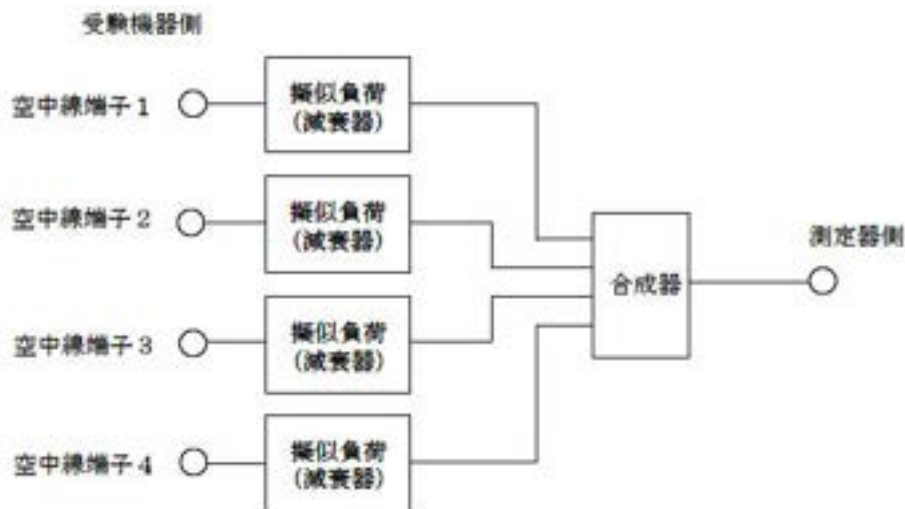 受験機器側
空中線端子1
擬似負荷
(減衰器)
空中線端子2
擬似負荷
(減衰器)
合成器
測定器側
空中線端子3
擬似負荷
(減衰器)
空中線端子4
擬似負荷
(減衰器)